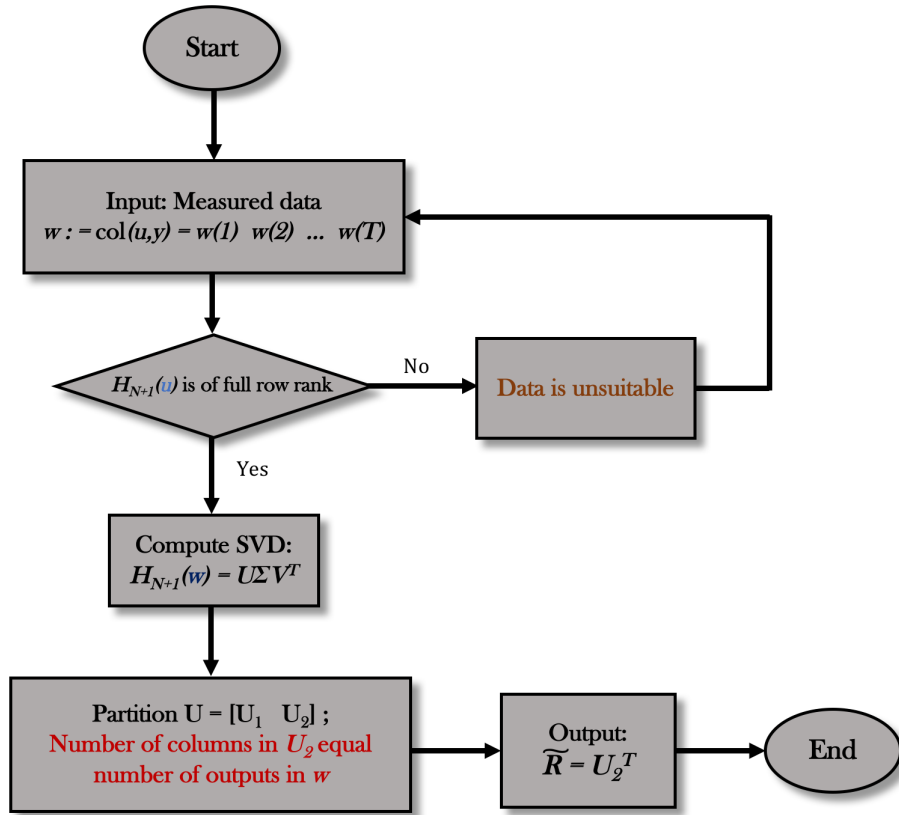 Start
Input: Measured data
w := col(u,y) = w(1) w(2) ... w(T)
H_{N+1}(u) is of full row rank
No
Data is unsuitable
Yes
Compute SVD:
H_{N+1}(w) = UΣV^T
Partition U = [U_1 U_2] ;
Number of columns in U_2 equal
number of outputs in w
Output:
R̃ = U_2^T
End